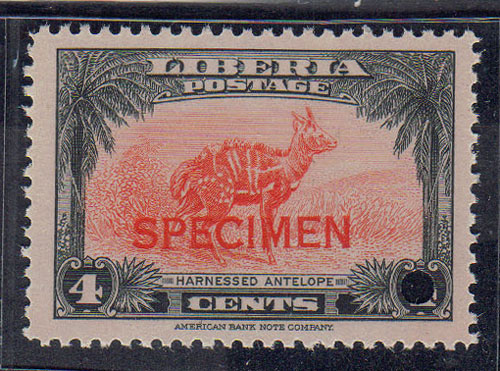 LIBERIA
POSTAGE
SPECIMEN
HARNESSED ANTELOPE
4 CENTS
AMERICAN BANK NOTE COMPANY.